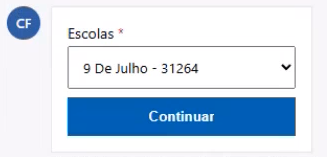 CF
Escolas *
9 De Julho - 31264
Continuar